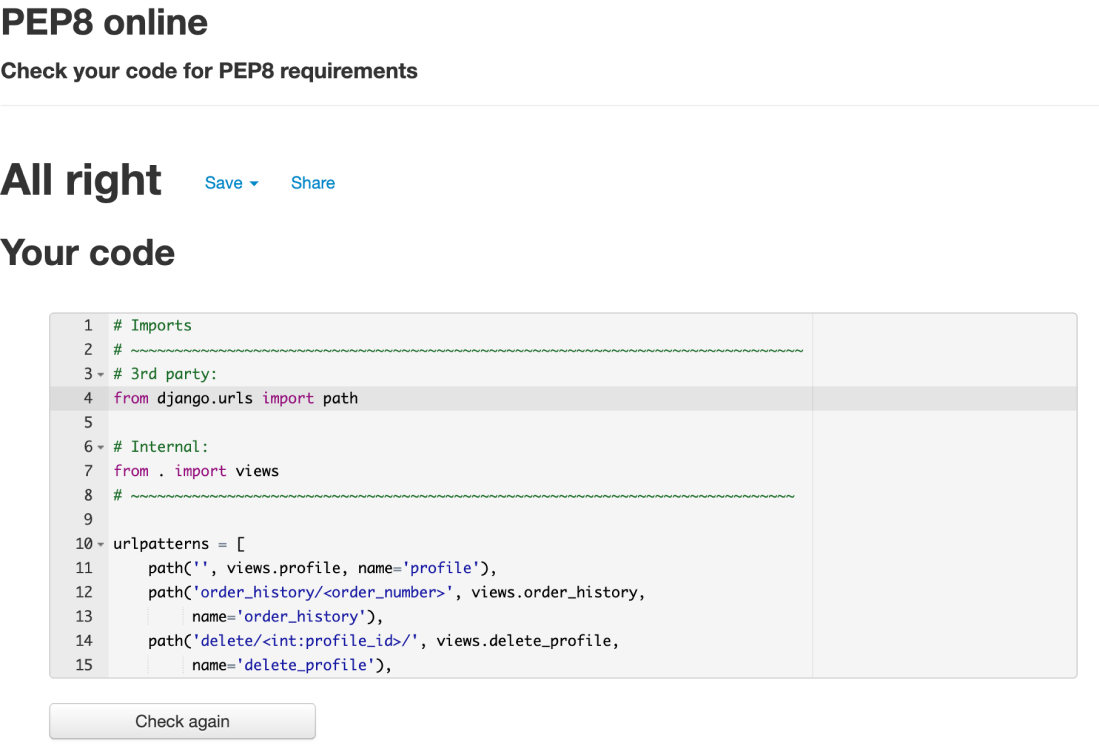 PEP8 online
Check your code for PEP8 requirements
All right Save Share
Your code
1 # Imports
2 # ~~~~~~~~~~~~~~~~~~~~~~~~~~~~~~~~~~~~~~~~~~~~~~~~~~~~~~~~~~~~~~~~~~~~~~~~~~~~~
3 # 3rd party:
4 from django.urls import path
5
6 # Internal:
7 from . import views
8 # ~~~~~~~~~~~~~~~~~~~~~~~~~~~~~~~~~~~~~~~~~~~~~~~~~~~~~~~~~~~~~~~~~~~~~~~~~~~~
9
10 urlpatterns = [
11     path('', views.profile, name='profile'),
12     path('order_history/<order_number>', views.order_history,
13          name='order_history'),
14     path('delete/<int:profile_id>/', views.delete_profile,
15          name='delete_profile'),
Check again